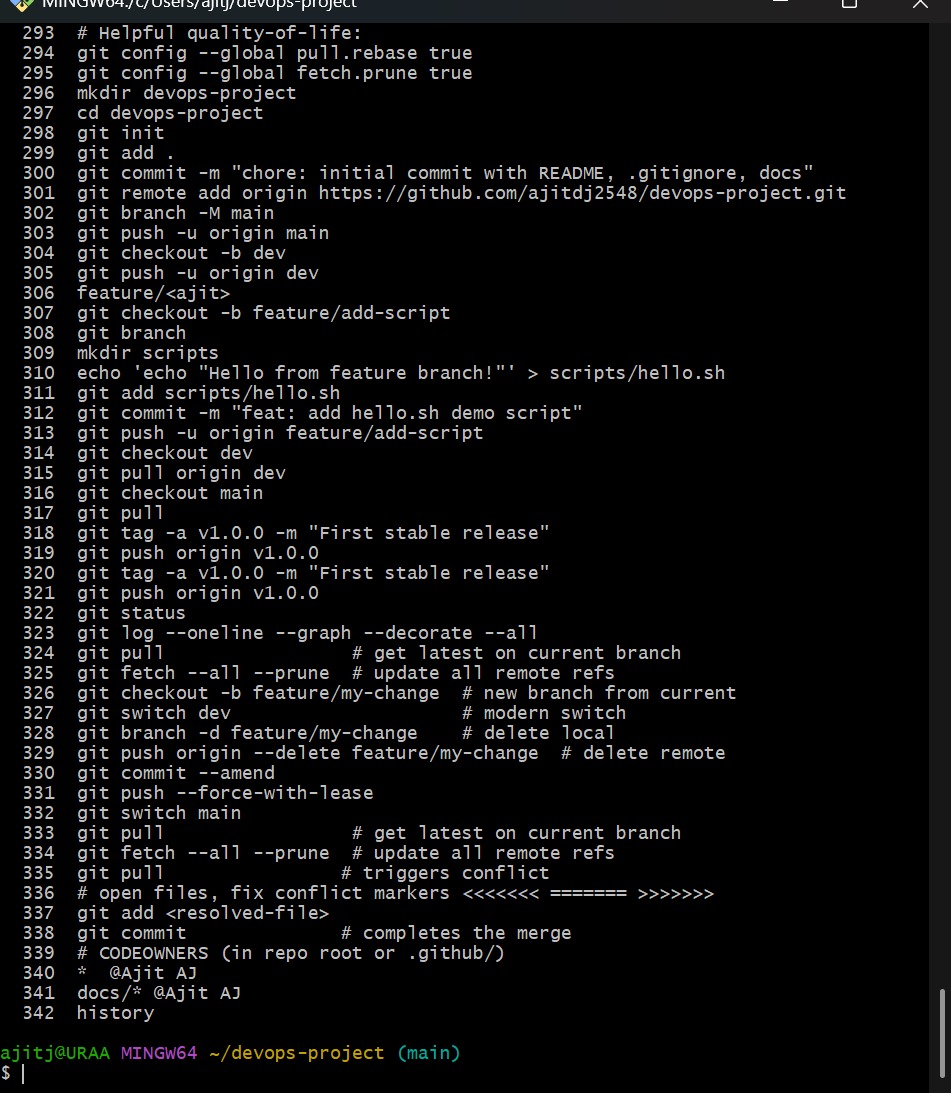 MINGW64:/c/Users/ajitj/devops-project
293 # Helpful quality-of-life:
294 git config --global pull.rebase true
295 git config --global fetch.prune true
296 mkdir devops-project
297 cd devops-project
298 git init
299 git add .
300 git commit -m "chore: initial commit with README, .gitignore, docs"
301 git remote add origin https://github.com/ajitdj2548/devops-project.git
302 git branch -M main
303 git push -u origin main
304 git checkout -b dev
305 git push -u origin dev
306 feature/<ajit>
307 git checkout -b feature/add-script
308 git branch
309 mkdir scripts
310 echo 'echo "Hello from feature branch!"' > scripts/hello.sh
311 git add scripts/hello.sh
312 git commit -m "feat: add hello.sh demo script"
313 git push -u origin feature/add-script
314 git checkout dev
315 git pull origin dev
316 git checkout main
317 git pull
318 git tag -a v1.0.0 -m "First stable release"
319 git push origin v1.0.0
320 git tag -a v1.0.0 -m "First stable release"
321 git push origin v1.0.0
322 git status
323 git log --oneline --graph --decorate --all
324 git pull # get latest on current branch
325 git fetch --all --prune # update all remote refs
326 git checkout -b feature/my-change # new branch from current
327 git switch dev # modern switch
328 git branch -d feature/my-change # delete local
329 git push origin --delete feature/my-change # delete remote
330 git commit --amend
331 git push --force-with-lease
332 git switch main
333 git pull # get latest on current branch
334 git fetch --all --prune # update all remote refs
335 git pull # triggers conflict
336 # open files, fix conflict markers <<<<<<< ======= >>>>>>>
337 git add <resolved-file>
338 git commit # completes the merge
339 # CODEOWNERS (in repo root or .github/)
340 * @Ajit AJ
341 docs/* @Ajit AJ
342 history
ajitj@URAA MINGW64 ~/devops-project (main)
$